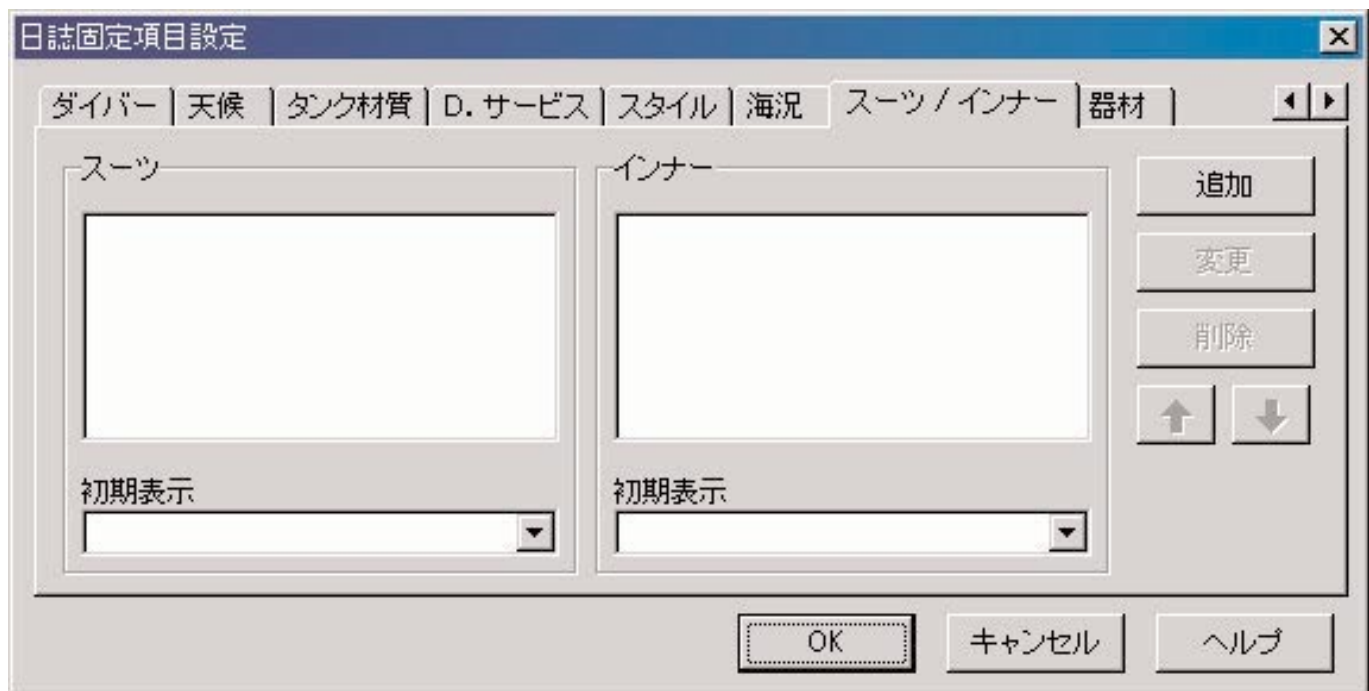 日誌固定項目設定
ダイバー 天候 タンク材質 D. サービス スタイル 海況 スーツ / インナー 器材
スーツ インナー
追加
変更
削除
初期表示 初期表示
OK キャンセル ヘルプ